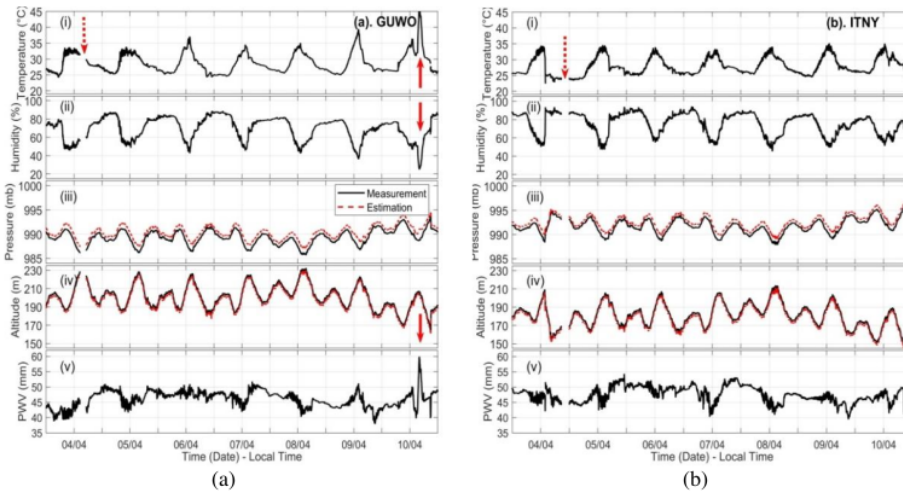 (a). GUWO
(i)
Temperature (°C)
45
40
35
30
25
20
(ii)
Humidity (%)
100
80
60
40
20
(iii)
Pressure (mb)
1000
995
990
985
Measurement
Estimation
(iv)
Altitude (m)
230
210
190
170
150
(v)
PWV (mm)
60
55
50
45
40
35
04/04 05/04 06/04 07/04 08/04 09/04 10/04
Time (Date) - Local Time
(a)
(b). ITNY
(i)
Temperature (°C)
45
40
35
30
25
20
(ii)
Humidity (%)
100
80
60
40
20
(iii)
Pressure (mb)
1000
995
990
985
(iv)
Altitude (m)
230
210
190
170
150
(v)
PWV (mm)
60
55
50
45
40
35
04/04 05/04 06/04 07/04 08/04 09/04 10/04
Time (Date) - Local Time
(b)